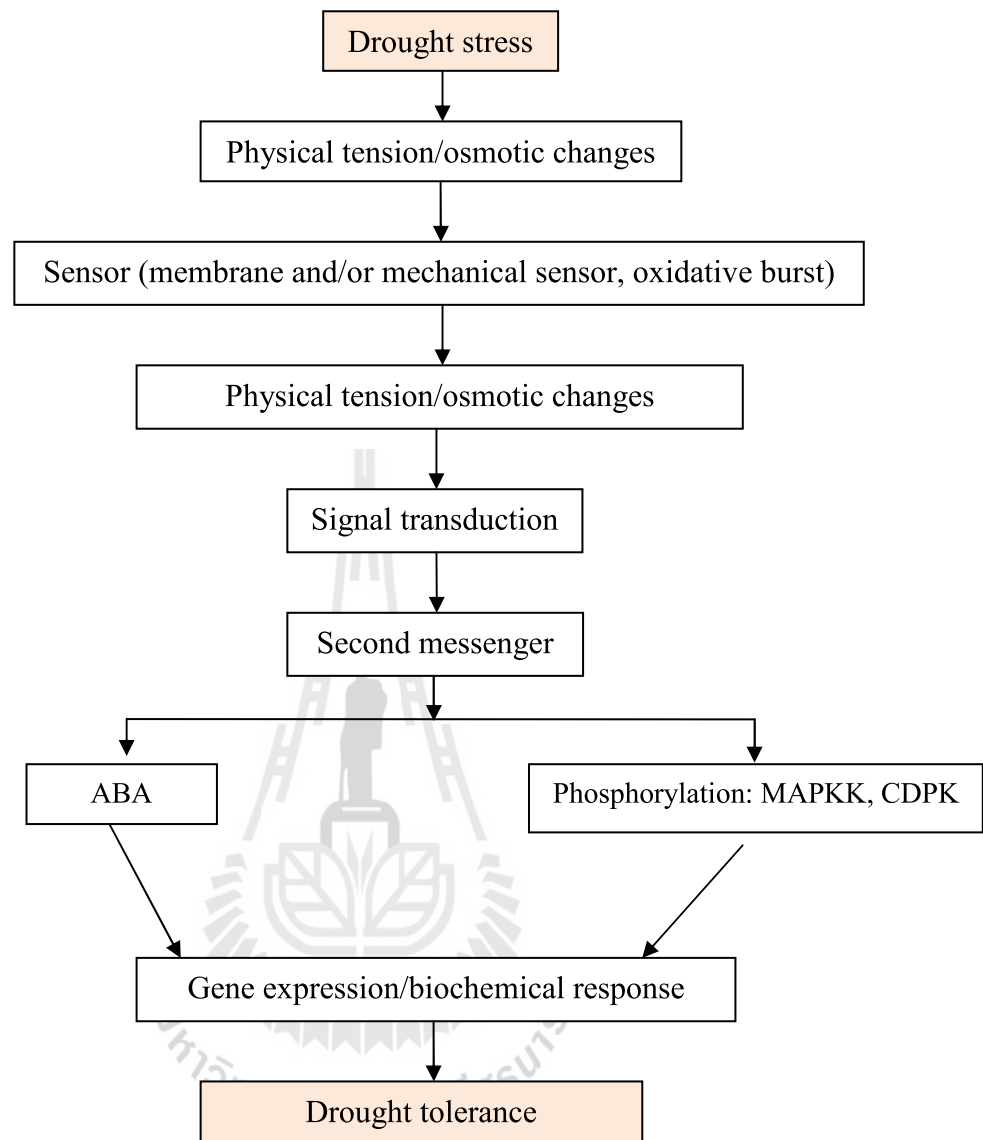 Drought stress
Physical tension/osmotic changes
Sensor (membrane and/or mechanical sensor, oxidative burst)
Physical tension/osmotic changes
Signal transduction
Second messenger
ABA
Phosphorylation: MAPKK, CDPK
Gene expression/biochemical response
Drought tolerance